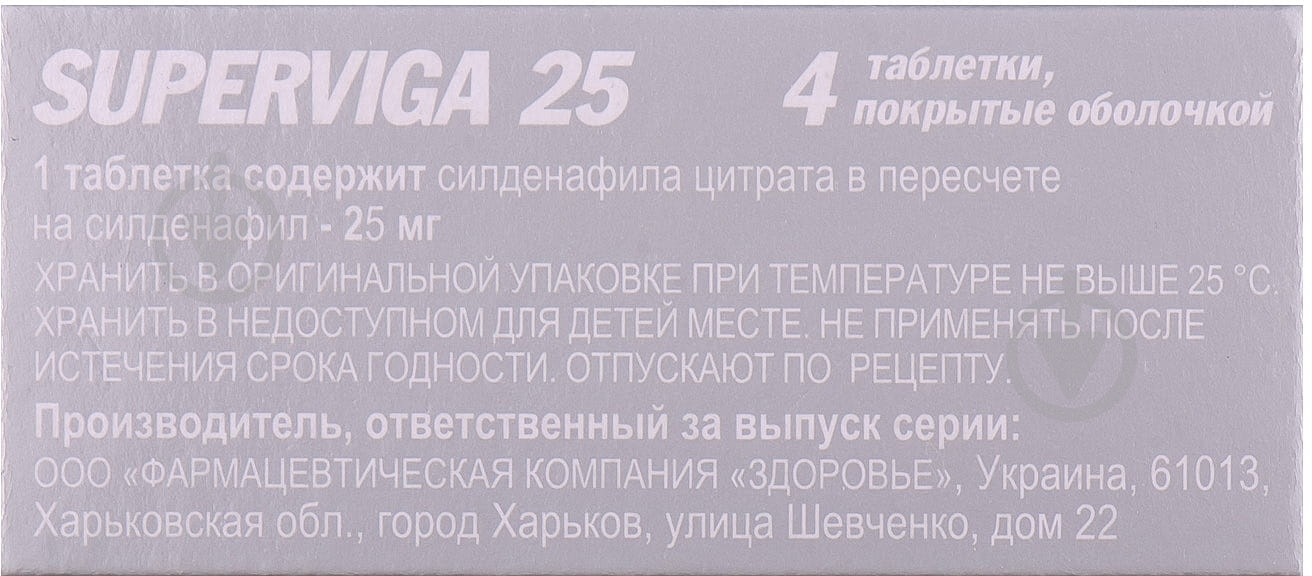 SUPERVIGA 25
4 таблетки,
покрытые оболочкой
1 таблетка содержит силденафила цитрата в пересчете
на силденафил - 25 мг
ХРАНИТЬ В ОРИГИНАЛЬНОЙ УПАКОВКЕ ПРИ ТЕМПЕРАТУРЕ НЕ ВЫШЕ 25 °С.
ХРАНИТЬ В НЕДОСТУПНОМ ДЛЯ ДЕТЕЙ МЕСТЕ. НЕ ПРИМЕНЯТЬ ПОСЛЕ
ИСТЕЧЕНИЯ СРОКА ГОДНОСТИ. ОТПУСКАЮТ ПО РЕЦЕПТУ.
Производитель, ответственный за выпуск серии:
ООО «ФАРМАЦЕВТИЧЕСКАЯ КОМПАНИЯ «ЗДОРОВЬЕ», Украина, 61013,
Харьковская обл., город Харьков, улица Шевченко, дом 22